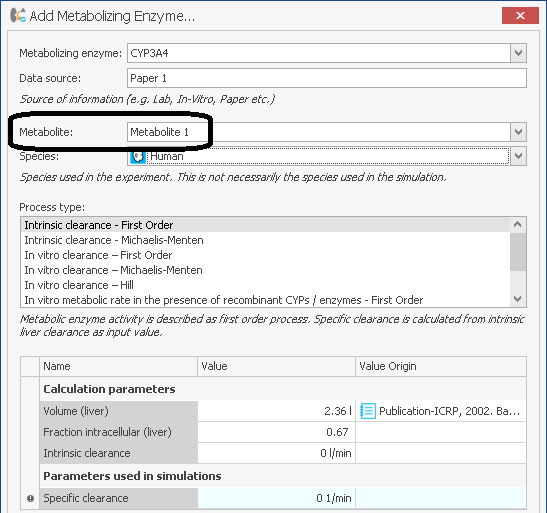 Add Metabolizing Enzyme...
Metabolizing enzyme: CYP3A4
Data source: Paper 1
Source of information (e.g. Lab, In-Vitro, Paper etc.)
Metabolite: Metabolite 1
Species: Human
Species used in the experiment. This is not necessarily the species used in the simulation.
Process type:
Intrinsic clearance - First Order
Intrinsic clearance - Michaelis-Menten
In vitro clearance – First Order
In vitro clearance – Michaelis-Menten
In vitro clearance – Hill
In vitro metabolic rate in the presence of recombinant CYPs / enzymes - First Order
Metabolic enzyme activity is described as first order process. Specific clearance is calculated from intrinsic
liver clearance as input value.
Name Value Value Origin
Calculation parameters
Volume (liver) 2.36 l Publication-ICRP, 2002. Ba...
Fraction intracellular (liver) 0.67
Intrinsic clearance 0 l/min
Parameters used in simulations
Specific clearance 0 1/min